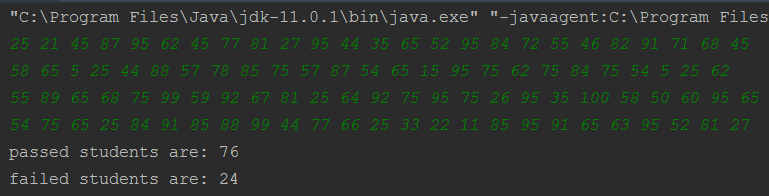 "C:\Program Files\Java\jdk-11.0.1\bin\java.exe" "-javaagent:C:\Program Files
25 21 45 87 95 62 45 77 81 27 95 44 35 65 52 95 84 72 55 46 82 91 71 68 45
58 65 5 25 44 88 57 78 85 75 57 87 54 65 15 95 75 62 75 84 75 54 5 25 62
55 89 65 68 75 99 59 92 67 81 25 64 92 75 95 75 26 95 35 100 58 50 60 95 65
54 75 65 25 84 91 85 88 99 44 77 66 25 33 22 11 85 95 91 65 63 95 52 81 27
passed students are: 76
failed students are: 24